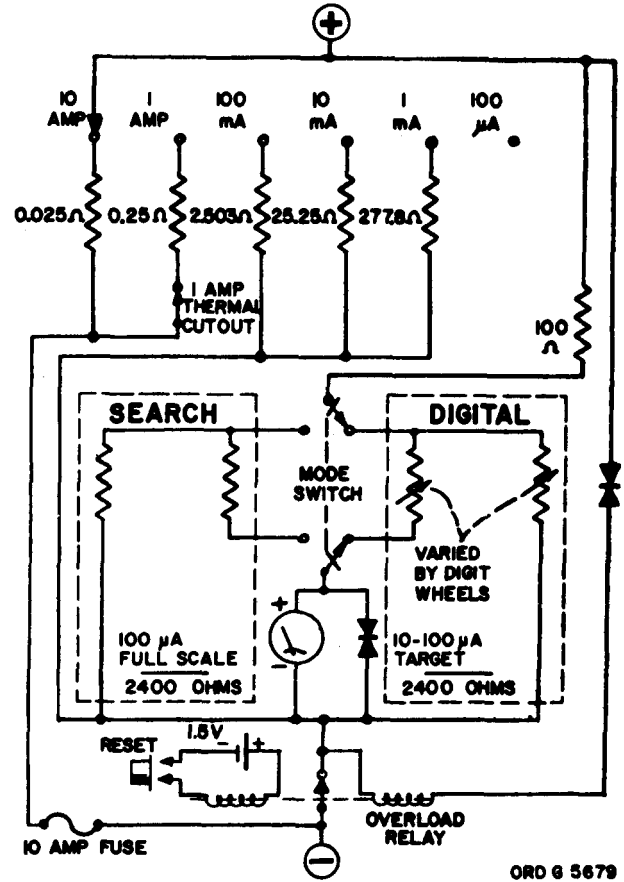 +
10 AMP
1 AMP
100 mA
10 mA
1 mA
100 µA
0.025Ω
0.25Ω
2.503Ω
25.25Ω
277.8Ω
1 AMP
THERMAL
CUTOUT
100
Ω
SEARCH
DIGITAL
MODE
SWITCH
VARIED
BY DIGIT
WHEELS
+
-
100 µA
FULL SCALE
2400 OHMS
10-100 µA
TARGET
2400 OHMS
RESET
1.5V
- +
OVERLOAD
RELAY
10 AMP FUSE
-
ORD G 5679